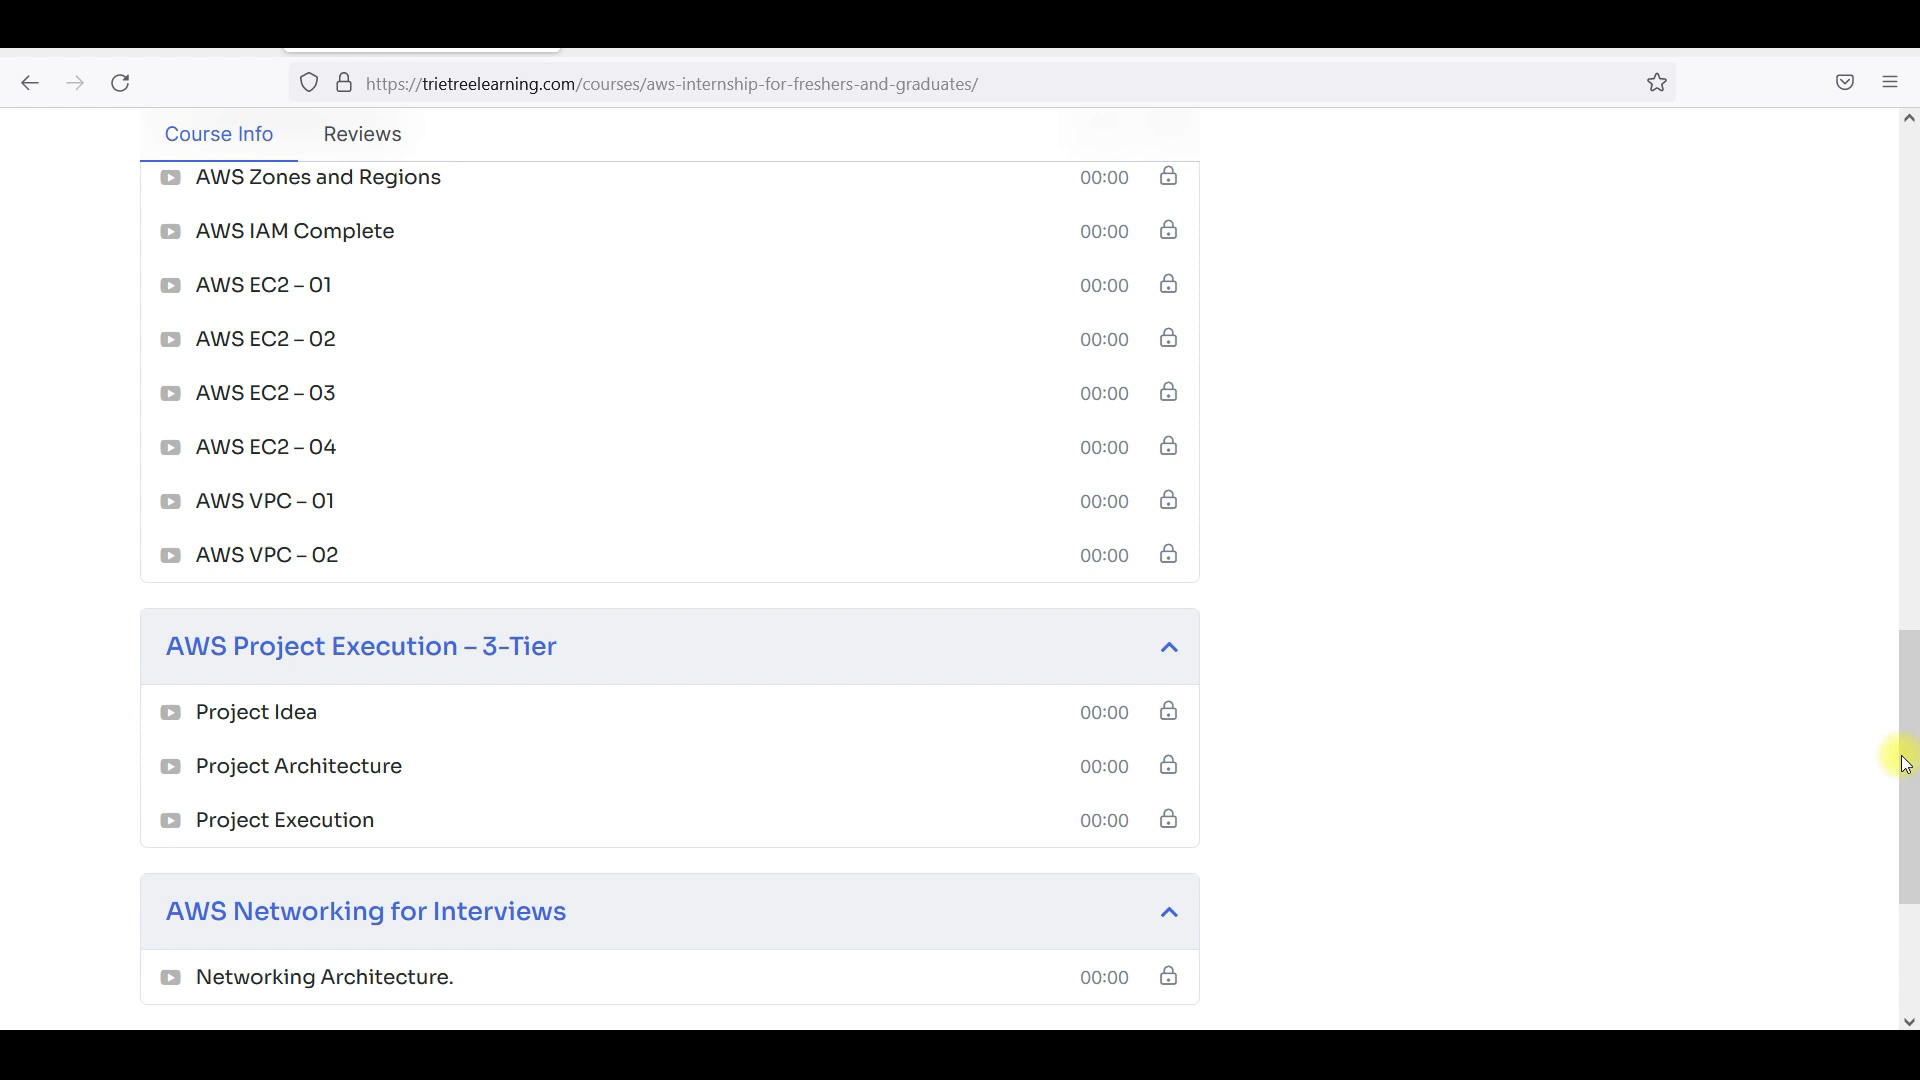 https://trietreelearning.com/courses/aws-internship-for-freshers-and-graduates/
Course Info Reviews
AWS Zones and Regions 00:00
AWS IAM Complete 00:00
AWS EC2 – 01 00:00
AWS EC2 – 02 00:00
AWS EC2 – 03 00:00
AWS EC2 – 04 00:00
AWS VPC – 01 00:00
AWS VPC – 02 00:00
AWS Project Execution – 3-Tier
Project Idea 00:00
Project Architecture 00:00
Project Execution 00:00
AWS Networking for Interviews
Networking Architecture. 00:00